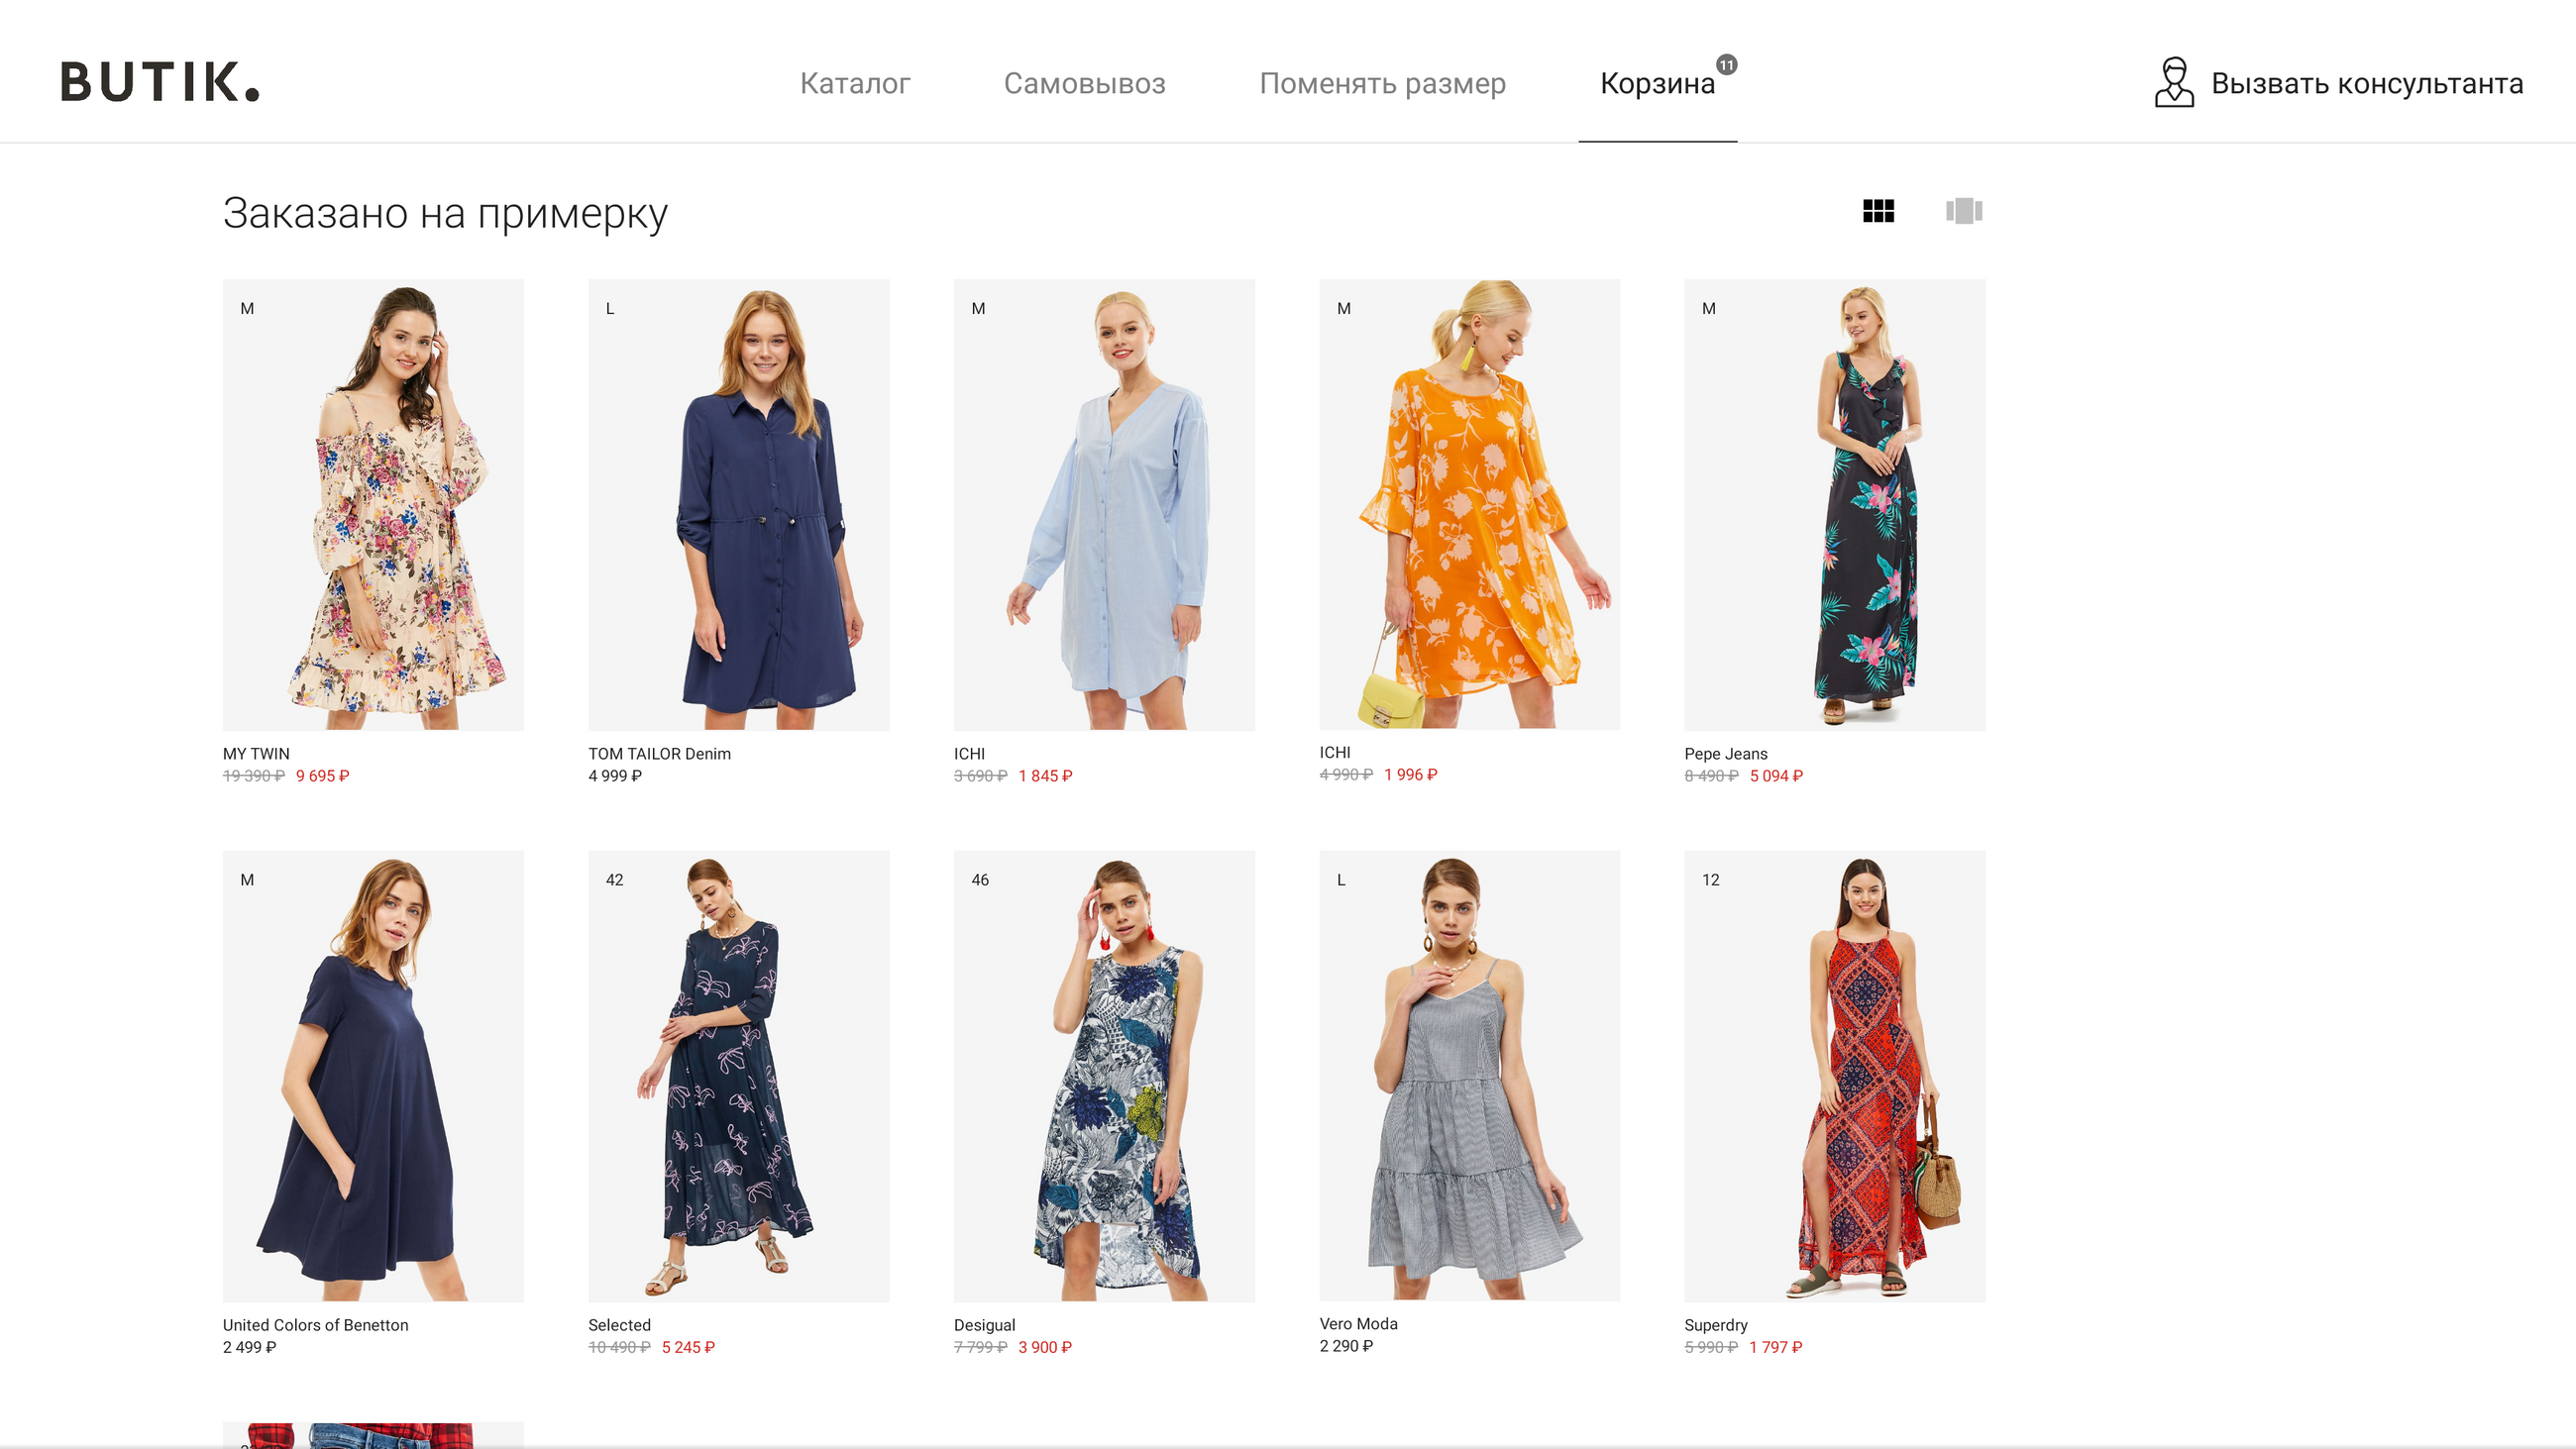 BUTIK.
Каталог
Самовывоз
Поменять размер
Корзина 11
Вызвать консультанта
Заказано на примерку
M
L
M
M
M
MY TWIN
19 390 ₽ 9 695 ₽
TOM TAILOR Denim
4 999 ₽
ICHI
3 690 ₽ 1 845 ₽
ICHI
4 990 ₽ 1 996 ₽
Pepe Jeans
8 490 ₽ 5 094 ₽
M
42
46
L
12
United Colors of Benetton
2 499 ₽
Selected
10 490 ₽ 5 245 ₽
Desigual
7 799 ₽ 3 900 ₽
Vero Moda
2 290 ₽
Superdry
5 990 ₽ 1 797 ₽